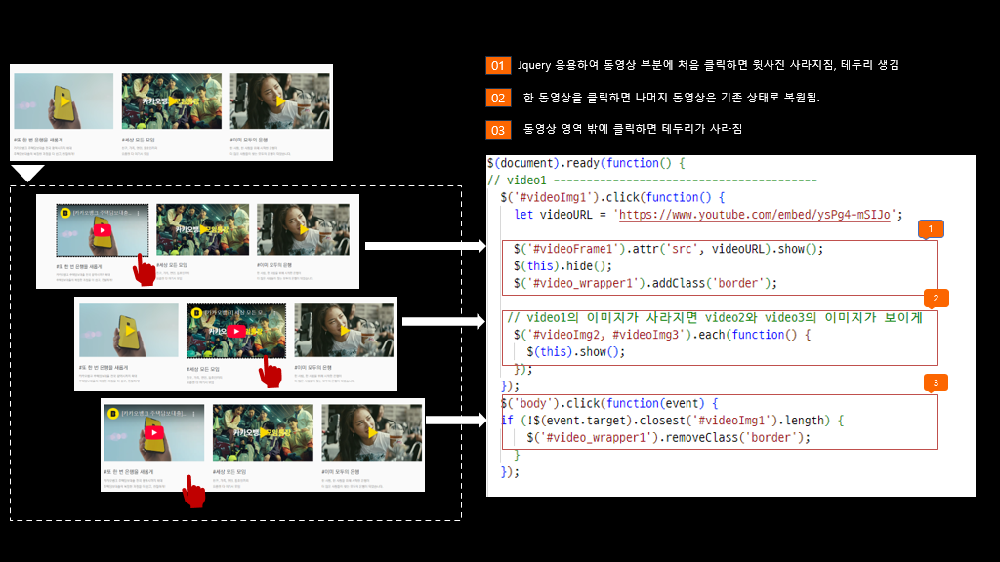 01 Jquery 응용하여 동영상 부분에 처음 클릭하면 윗사진 사라지짐, 테두리 생김
02 한 동영상을 클릭하면 나머지 동영상은 기존 상태로 복원됨.
03 동영상 영역 밖에 클릭하면 테두리가 사라짐
카카오뱅 모임통장
#또 한 번 은행을 새롭게
#세상 모든 모임
#이미 모두의 은행
#또 한 번 은행을 새롭게
#세상 모든 모임
#이미 모두의 은행
#또 한 번 은행을 새롭게
#세상 모든 모임
#이미 모두의 은행
#또 한 번 은행을 새롭게
#세상 모든 모임
#이미 모두의 은행
$(document).ready(function() {
// video1 ----------------------------------------
$('#videoImg1').click(function() {
let videoURL = 'https://www.youtube.com/embed/ysPg4-mSIJo';
1
$('#videoFrame1').attr('src', videoURL).show();
$(this).hide();
$('#video_wrapper1').addClass('border');
2
// video1의 이미지가 사라지면 video2와 video3의 이미지가 보이게
$('#videoImg2, #videoImg3').each(function() {
$(this).show();
});
});
3
$('body').click(function(event) {
if (!$(event.target).closest('#videoImg1').length) {
$('#video_wrapper1').removeClass('border');
}
});